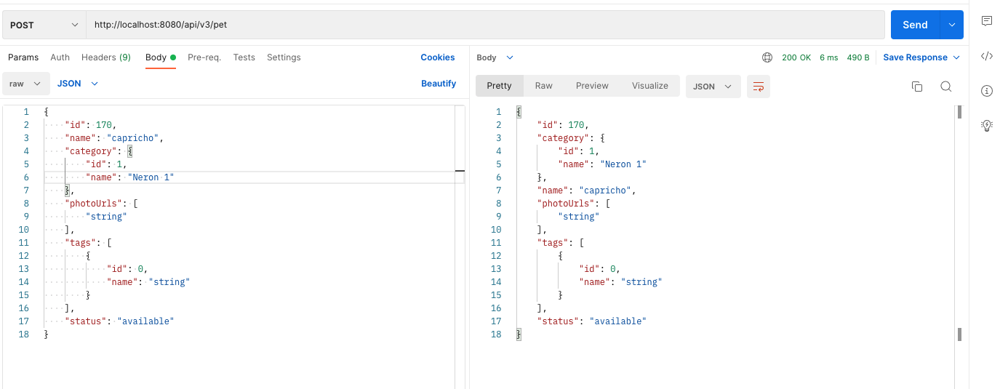 POST http://localhost:8080/api/v3/pet Send
Params Auth Headers (9) Body Pre-req. Tests Settings Cookies
raw JSON Beautify
1 {
2 "id": 170,
3 "name": "capricho",
4 "category": {
5 "id": 1,
6 "name": "Neron 1"
7 },
8 "photoUrls": [
9 "string"
10 ],
11 "tags": [
12 {
13 "id": 0,
14 "name": "string"
15 }
16 ],
17 "status": "available"
18 }
Body 200 OK 6 ms 490 B Save Response
Pretty Raw Preview Visualize JSON
1 {
2 "id": 170,
3 "category": {
4 "id": 1,
5 "name": "Neron 1"
6 },
7 "name": "capricho",
8 "photoUrls": [
9 "string"
10 ],
11 "tags": [
12 {
13 "id": 0,
14 "name": "string"
15 }
16 ],
17 "status": "available"
18 }